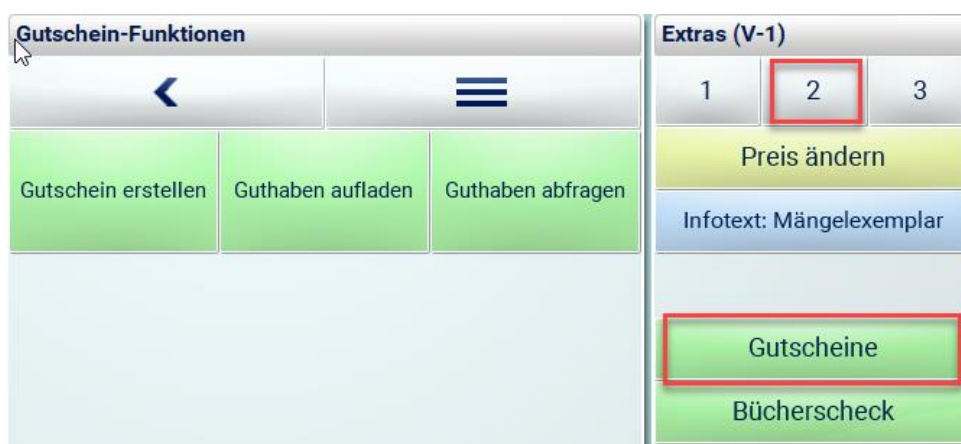 Gutschein-Funktionen
Gutschein erstellen
Guthaben aufladen
Guthaben abfragen
Extras (V-1)
1 2 3
Preis ändern
Infotext: Mängelexemplar
Gutscheine
Bücherscheck